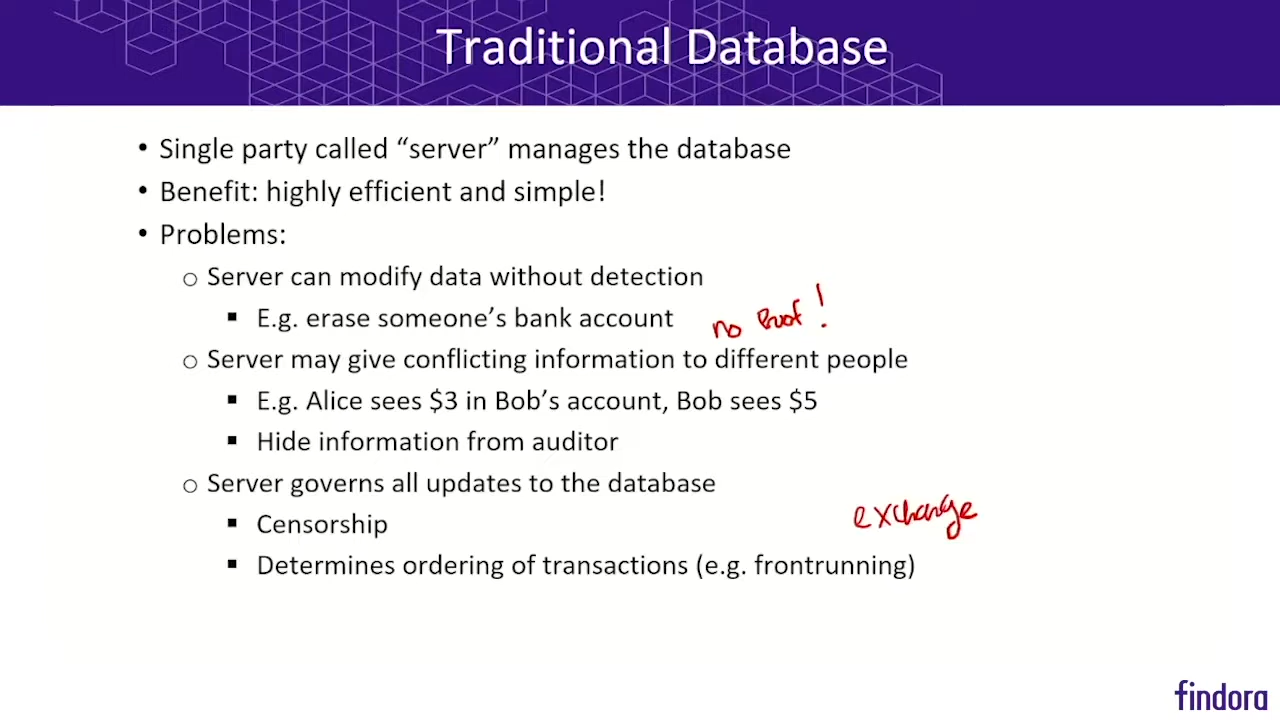 Traditional Database
• Single party called “server” manages the database
• Benefit: highly efficient and simple!
• Problems:
o Server can modify data without detection
▪ E.g. erase someone’s bank account no proof!
o Server may give conflicting information to different people
▪ E.g. Alice sees $3 in Bob’s account, Bob sees $5
▪ Hide information from auditor
o Server governs all updates to the database
▪ Censorship exchange
▪ Determines ordering of transactions (e.g. frontrunning)
findora